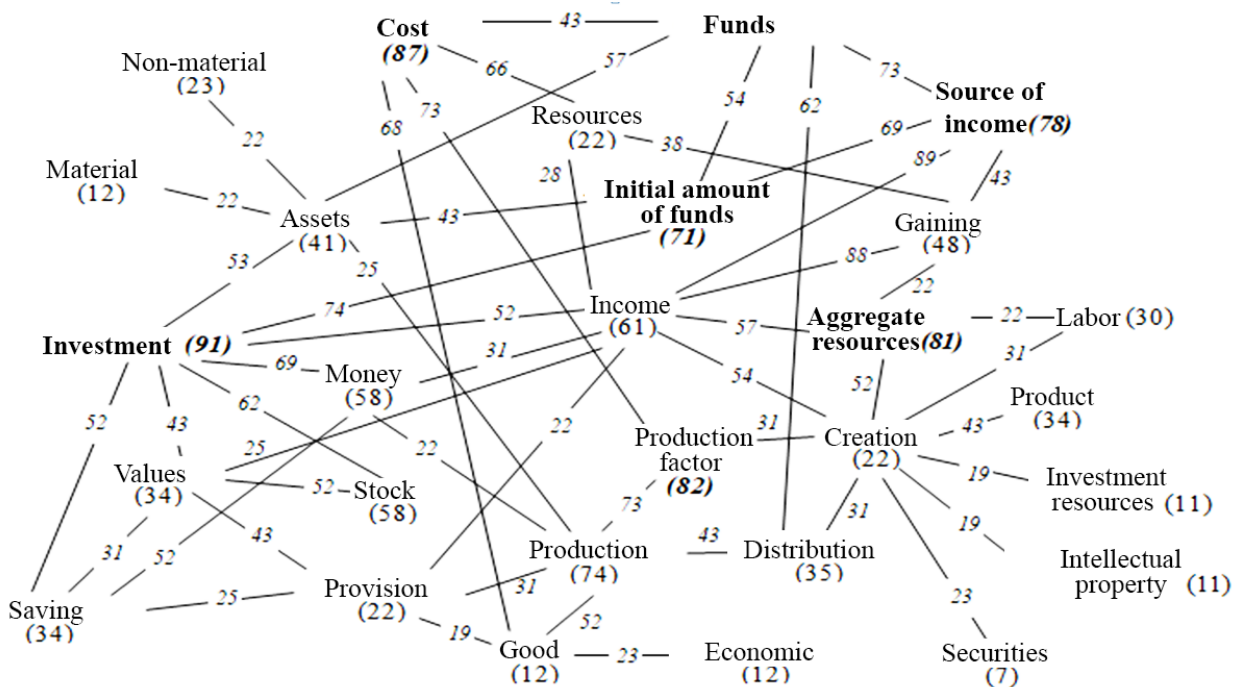 Cost
(87)
43
Funds
Non-material
(23)
66
57
73
Source of
income(78)
73
54
62
Resources
(22)
69
22
68
38
89
Material
(12)
28
43
22
Initial amount
of funds
(71)
Assets
(41)
43
Gaining
(48)
53
25
88
22
74
Income
(61)
52
57
Aggregate
resources(81)
22
Labor (30)
Investment (91)
31
31
69
Money
(58)
54
52
Product
(34)
52
62
43
22
31
43
25
22
Production
factor
(82)
Creation
(22)
Values
(34)
52
Stock
(58)
19
Investment
resources (11)
73
31
19
31
52
43
Production
(74)
43
Distribution
(35)
Intellectual
property (11)
Saving
(34)
25
Provision
(22)
31
23
52
19
Good
(12)
23
Economic
(12)
Securities
(7)